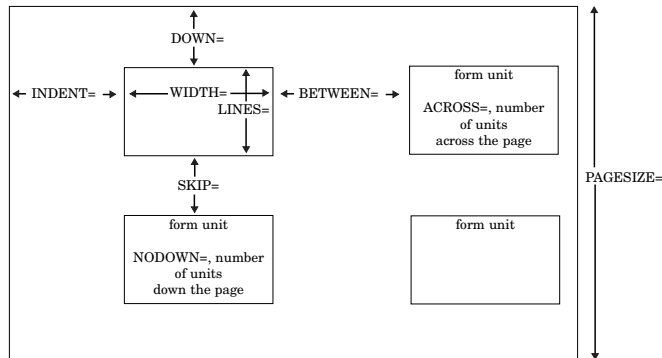 DOWN=
INDENT=
WIDTH=
LINES=
BETWEEN=
form unit
ACROSS=, number
of units
across the page
PAGESIZE=
SKIP=
form unit
NODOWN=, number
of units
down the page
form unit